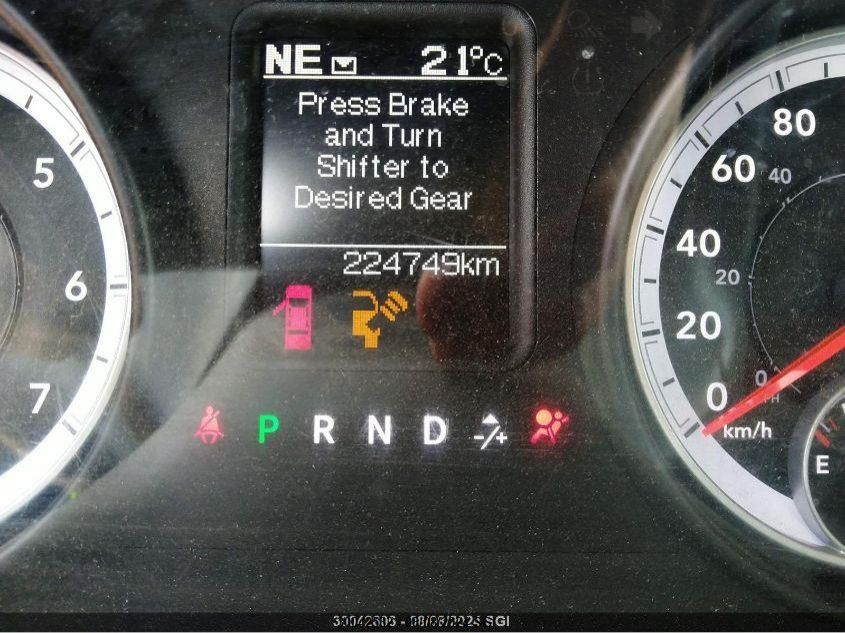 NE 21°C
Press Brake
and Turn
Shifter to
Desired Gear
224749km
5
6
7
P R N D -/+
80
60
40
20
0
km/h
40
20
0
E